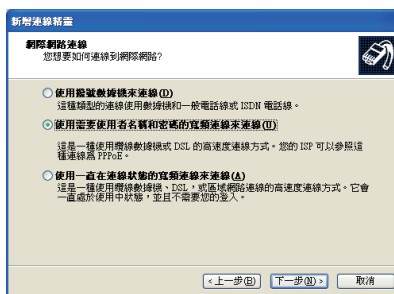 新增連線精靈
網際網路連線
您想要如何連線到網際網路?
使用撥號數據機來連線(D)
這種類型的連線使用數據機和一般電話線或 ISDN 電話線。
使用需要使用者名稱和密碼的寬頻連線來連線(U)
這是一種使用纜線數據機或 DSL 的高速度連線方式。您的 ISP 可以參照這
種連線為 PPPoE。
使用一直在連線狀態的寬頻連線來連線(A)
這是一種使用纜線數據機、DSL,或區域網路連線的高速度連線方式。它會
一直處於使用中狀態,並且不需要您的登入。
<上一步(B)
下一步(N) >
取消